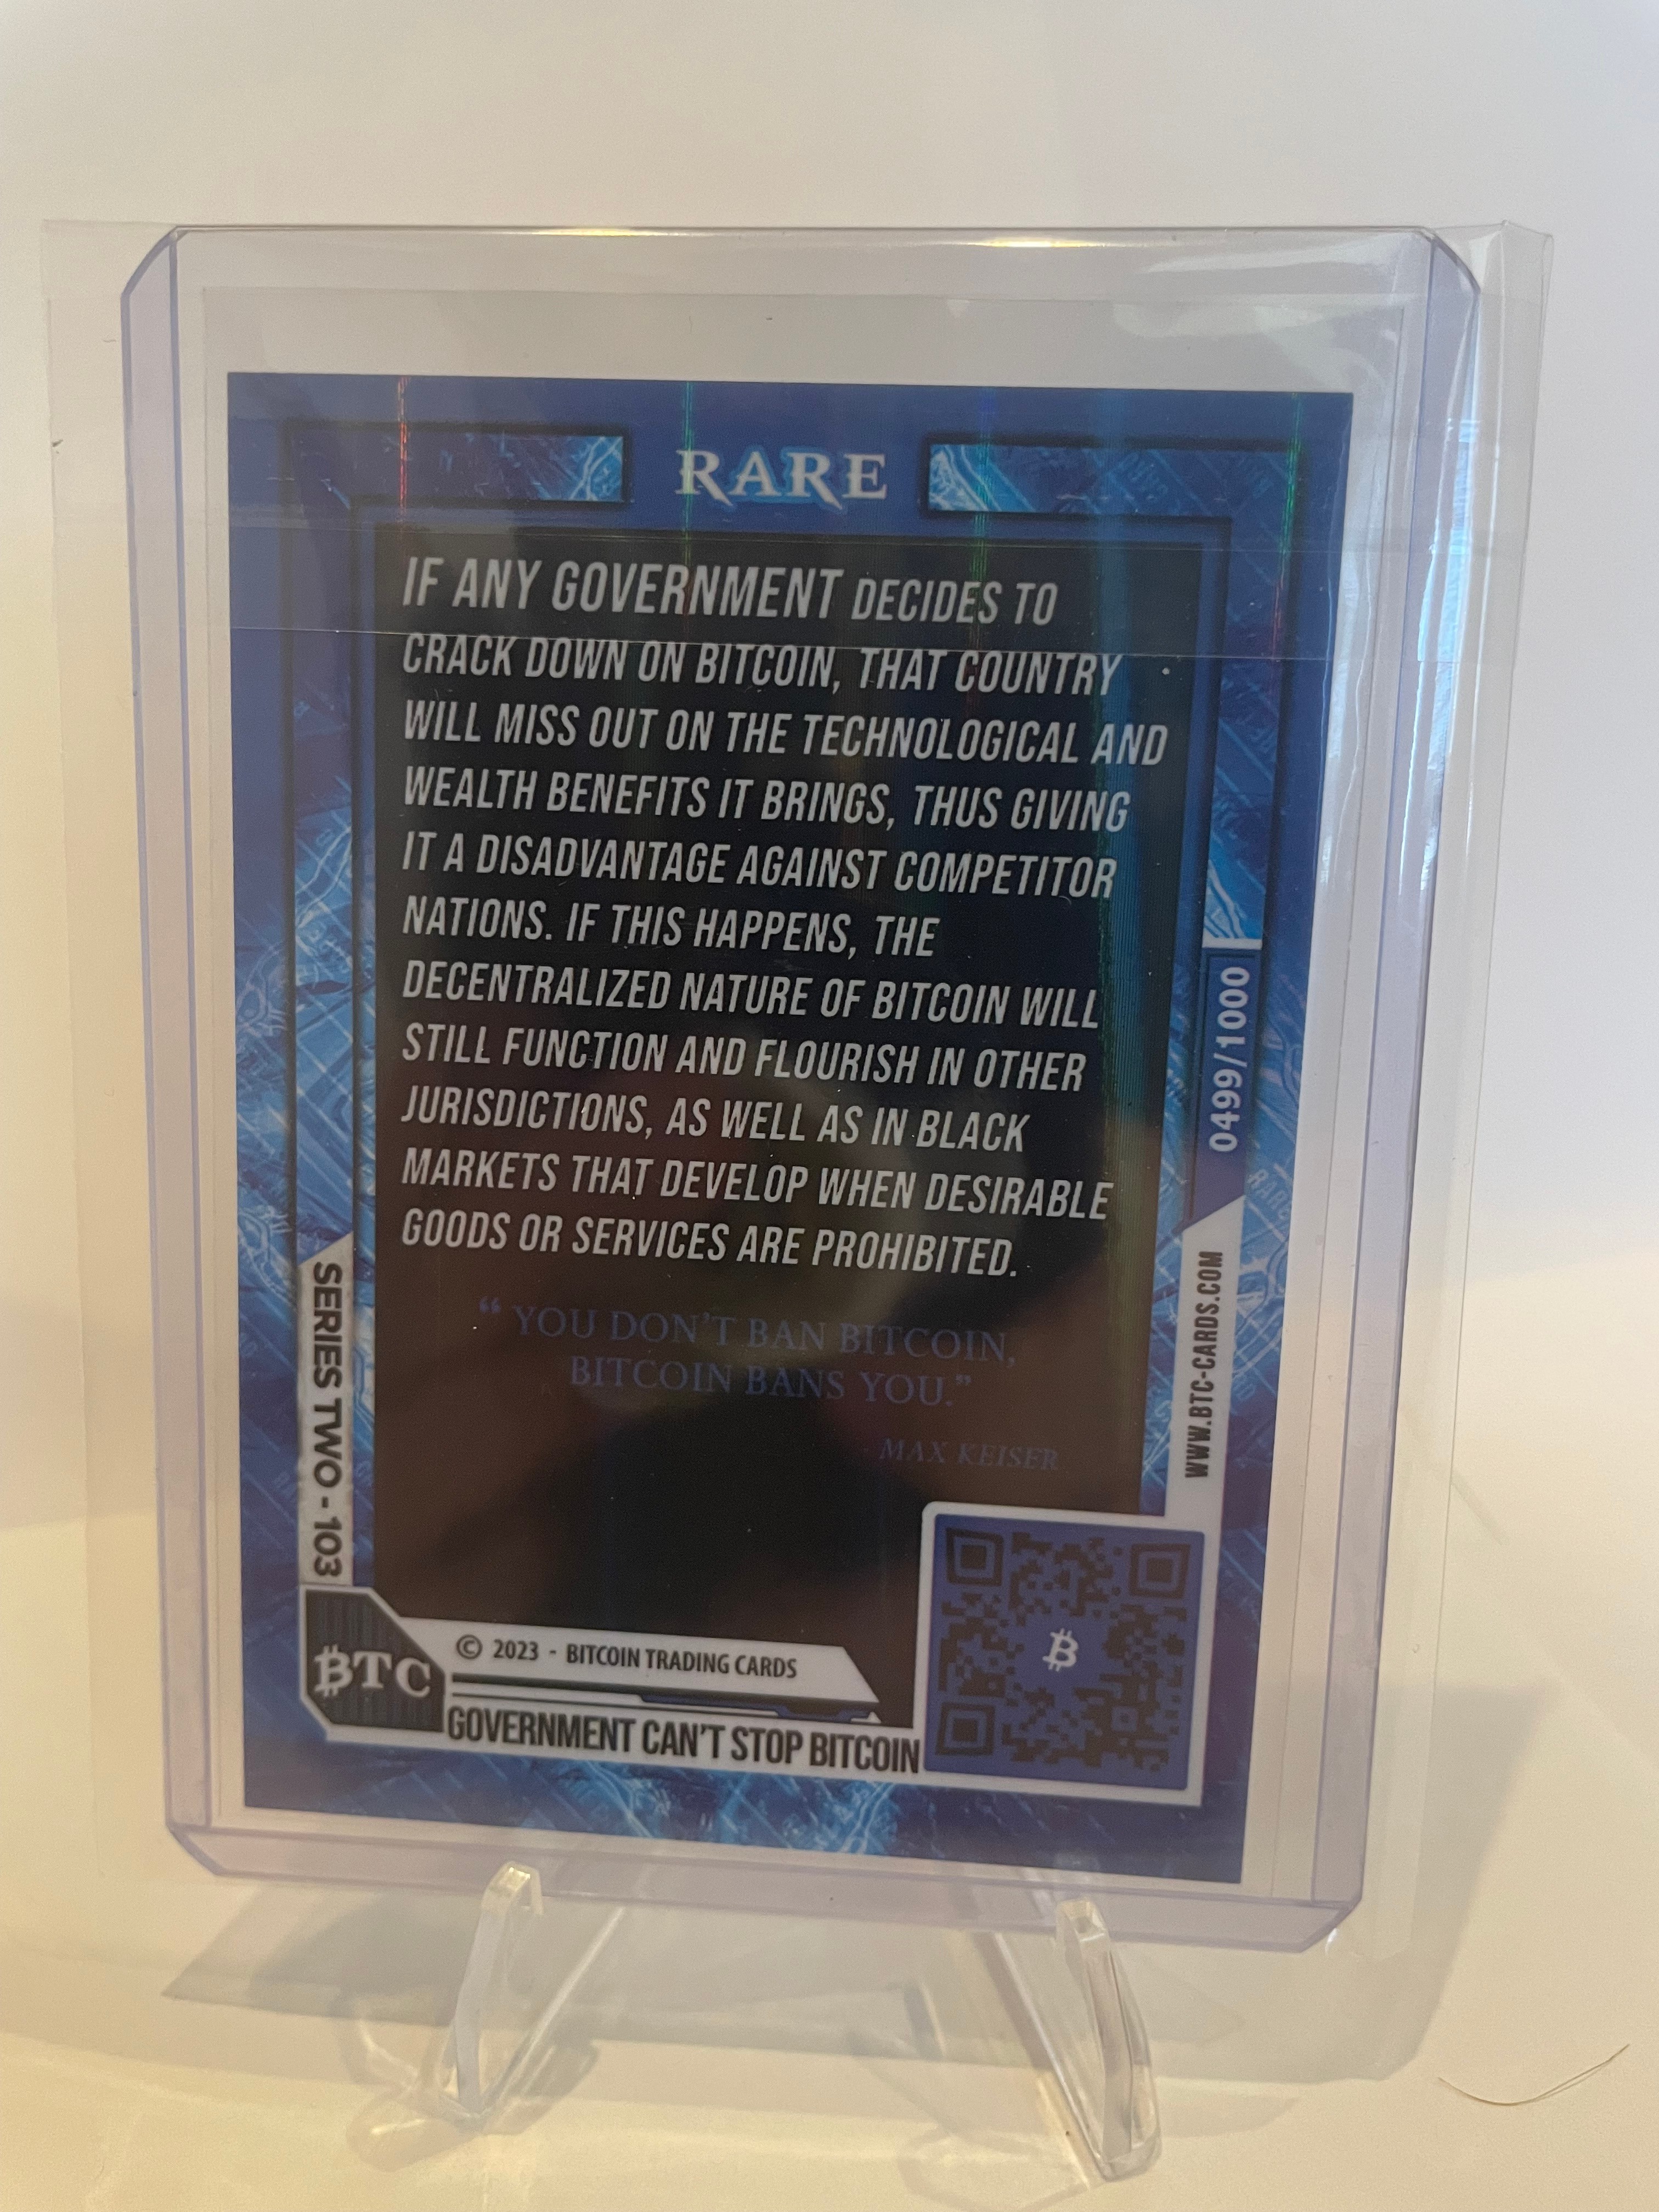 RARE
IF ANY GOVERNMENT DECIDES TO
CRACK DOWN ON BITCOIN, THAT COUNTRY
WILL MISS OUT ON THE TECHNOLOGICAL AND
WEALTH BENEFITS IT BRINGS, THUS GIVING
IT A DISADVANTAGE AGAINST COMPETITOR
NATIONS. IF THIS HAPPENS, THE
DECENTRALIZED NATURE OF BITCOIN WILL
STILL FUNCTION AND FLOURISH IN OTHER
JURISDICTIONS, AS WELL AS IN BLACK
MARKETS THAT DEVELOP WHEN DESIRABLE
GOODS OR SERVICES ARE PROHIBITED.
“YOU DON'T BAN BITCOIN,
BITCOIN BANS YOU.”
- MAX KEISER
0499/1000
WWW.BTC-CARDS.COM
SERIES TWO - 103
₿TC
© 2023 - BITCOIN TRADING CARDS
GOVERNMENT CAN'T STOP BITCOIN
₿